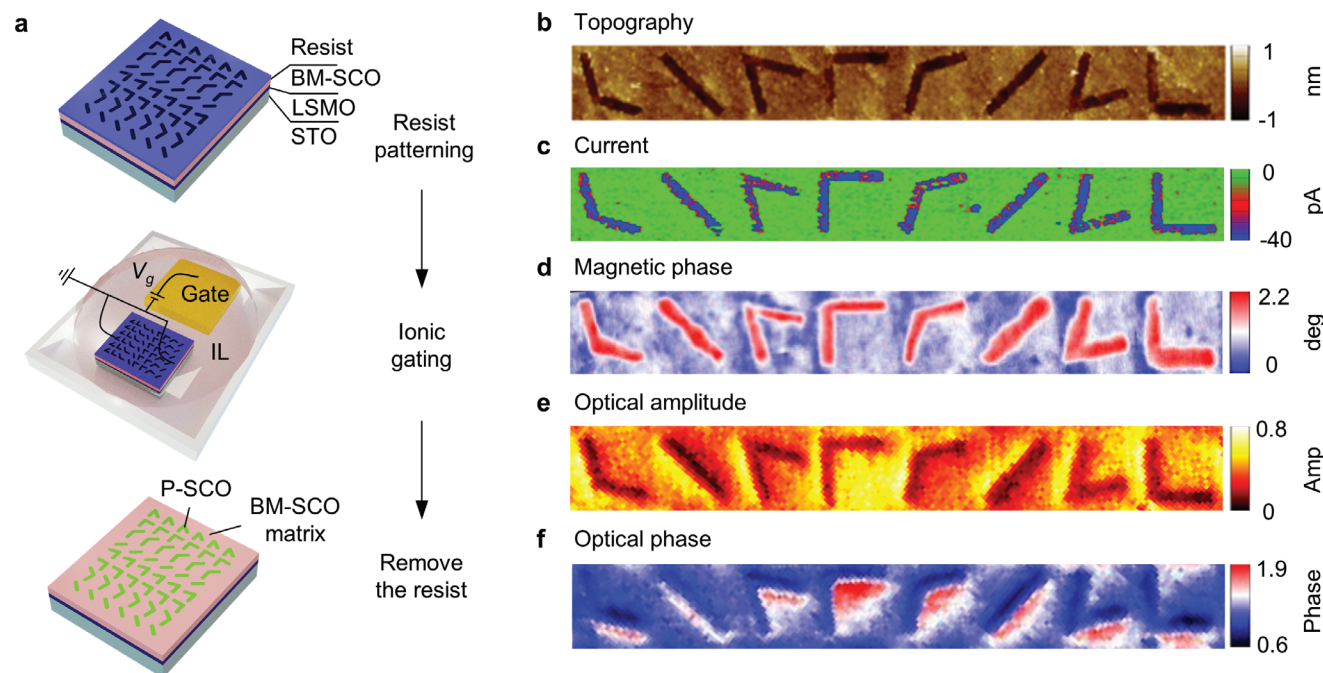 a
Resist
BM-SCO
LSMO
STO
Resist
patterning
Vg
Gate
IL
Ionic
gating
P-SCO
BM-SCO
matrix
Remove
the resist
b Topography
1
-1
nm
c Current
0
-40
pA
d Magnetic phase
2.2
0
deg
e Optical amplitude
0.8
0
Amp
f Optical phase
1.9
0.6
Phase